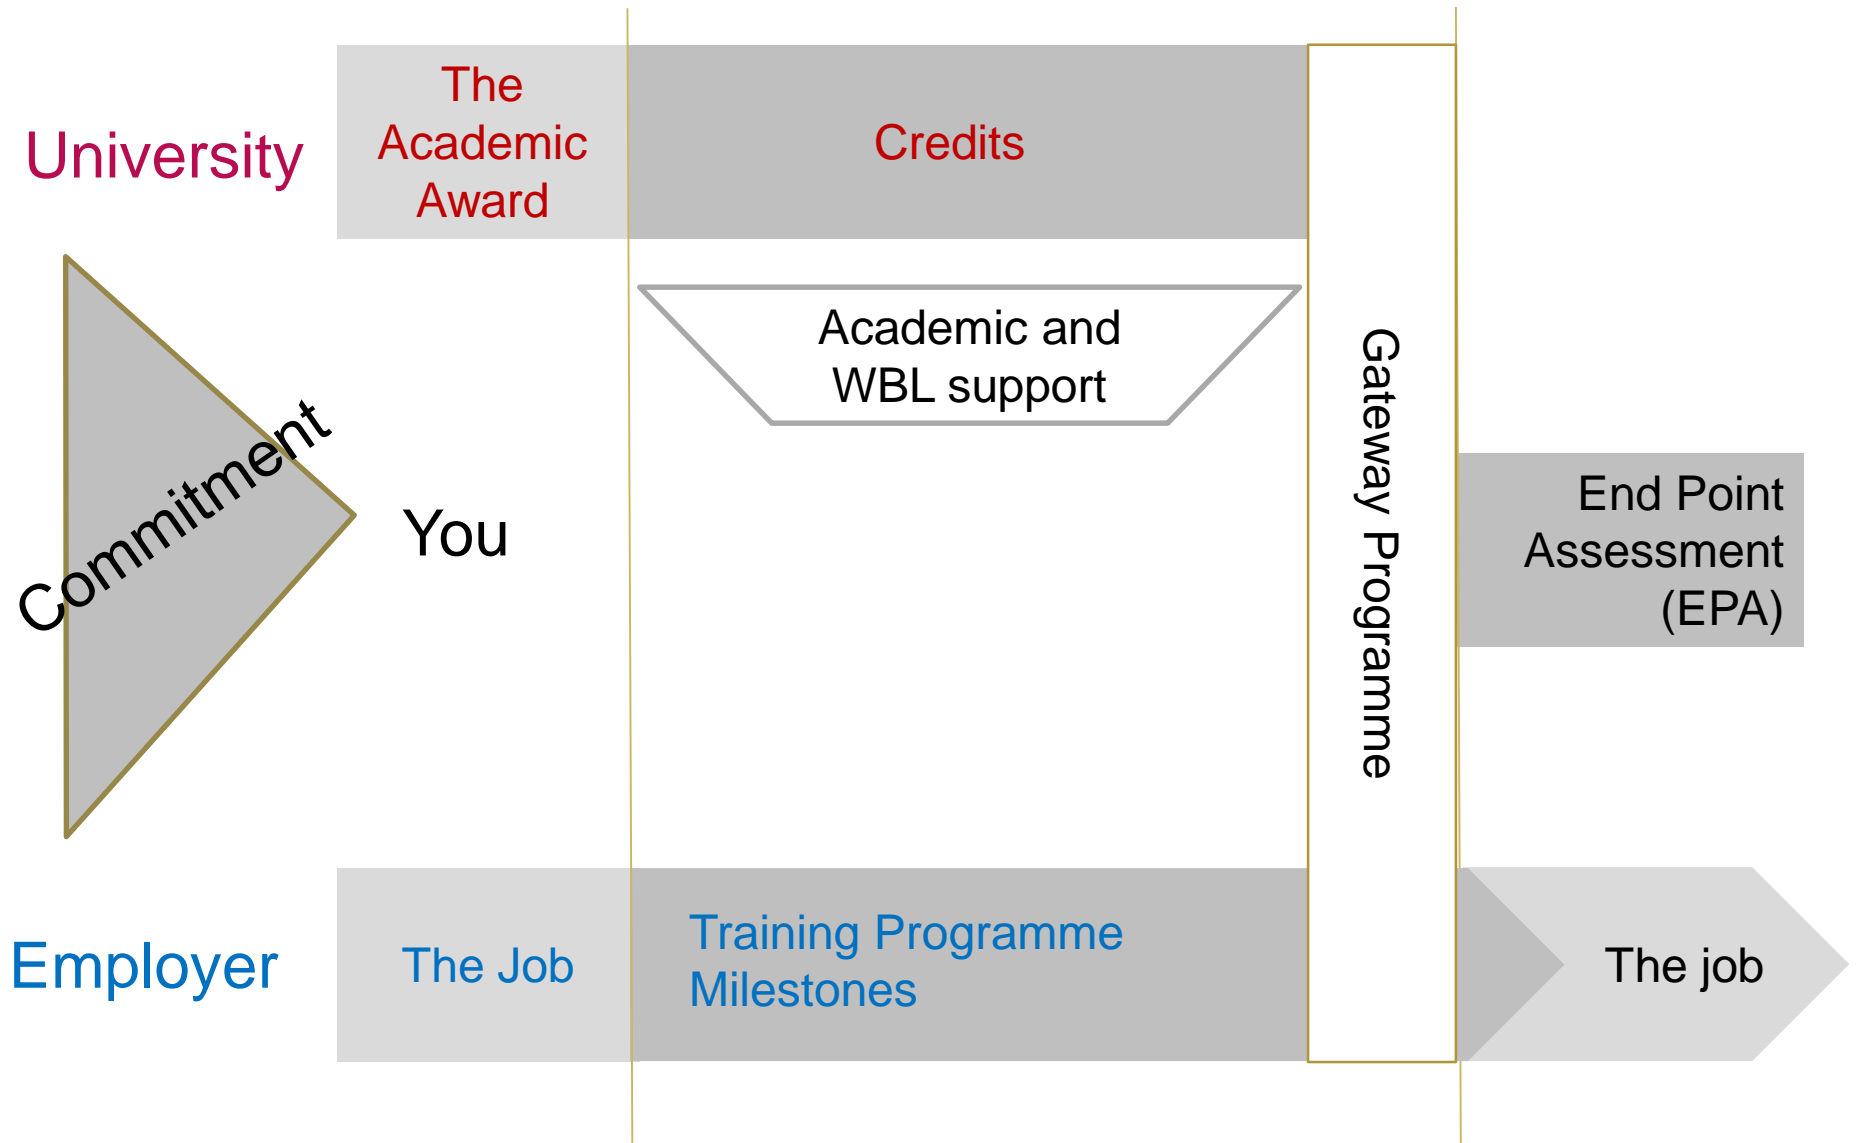 University
The
Academic
Award
Credits
Academic and
WBL support
Gateway Programme
Commitment
You
End Point
Assessment
(EPA)
Employer
The Job
Training Programme
Milestones
The job